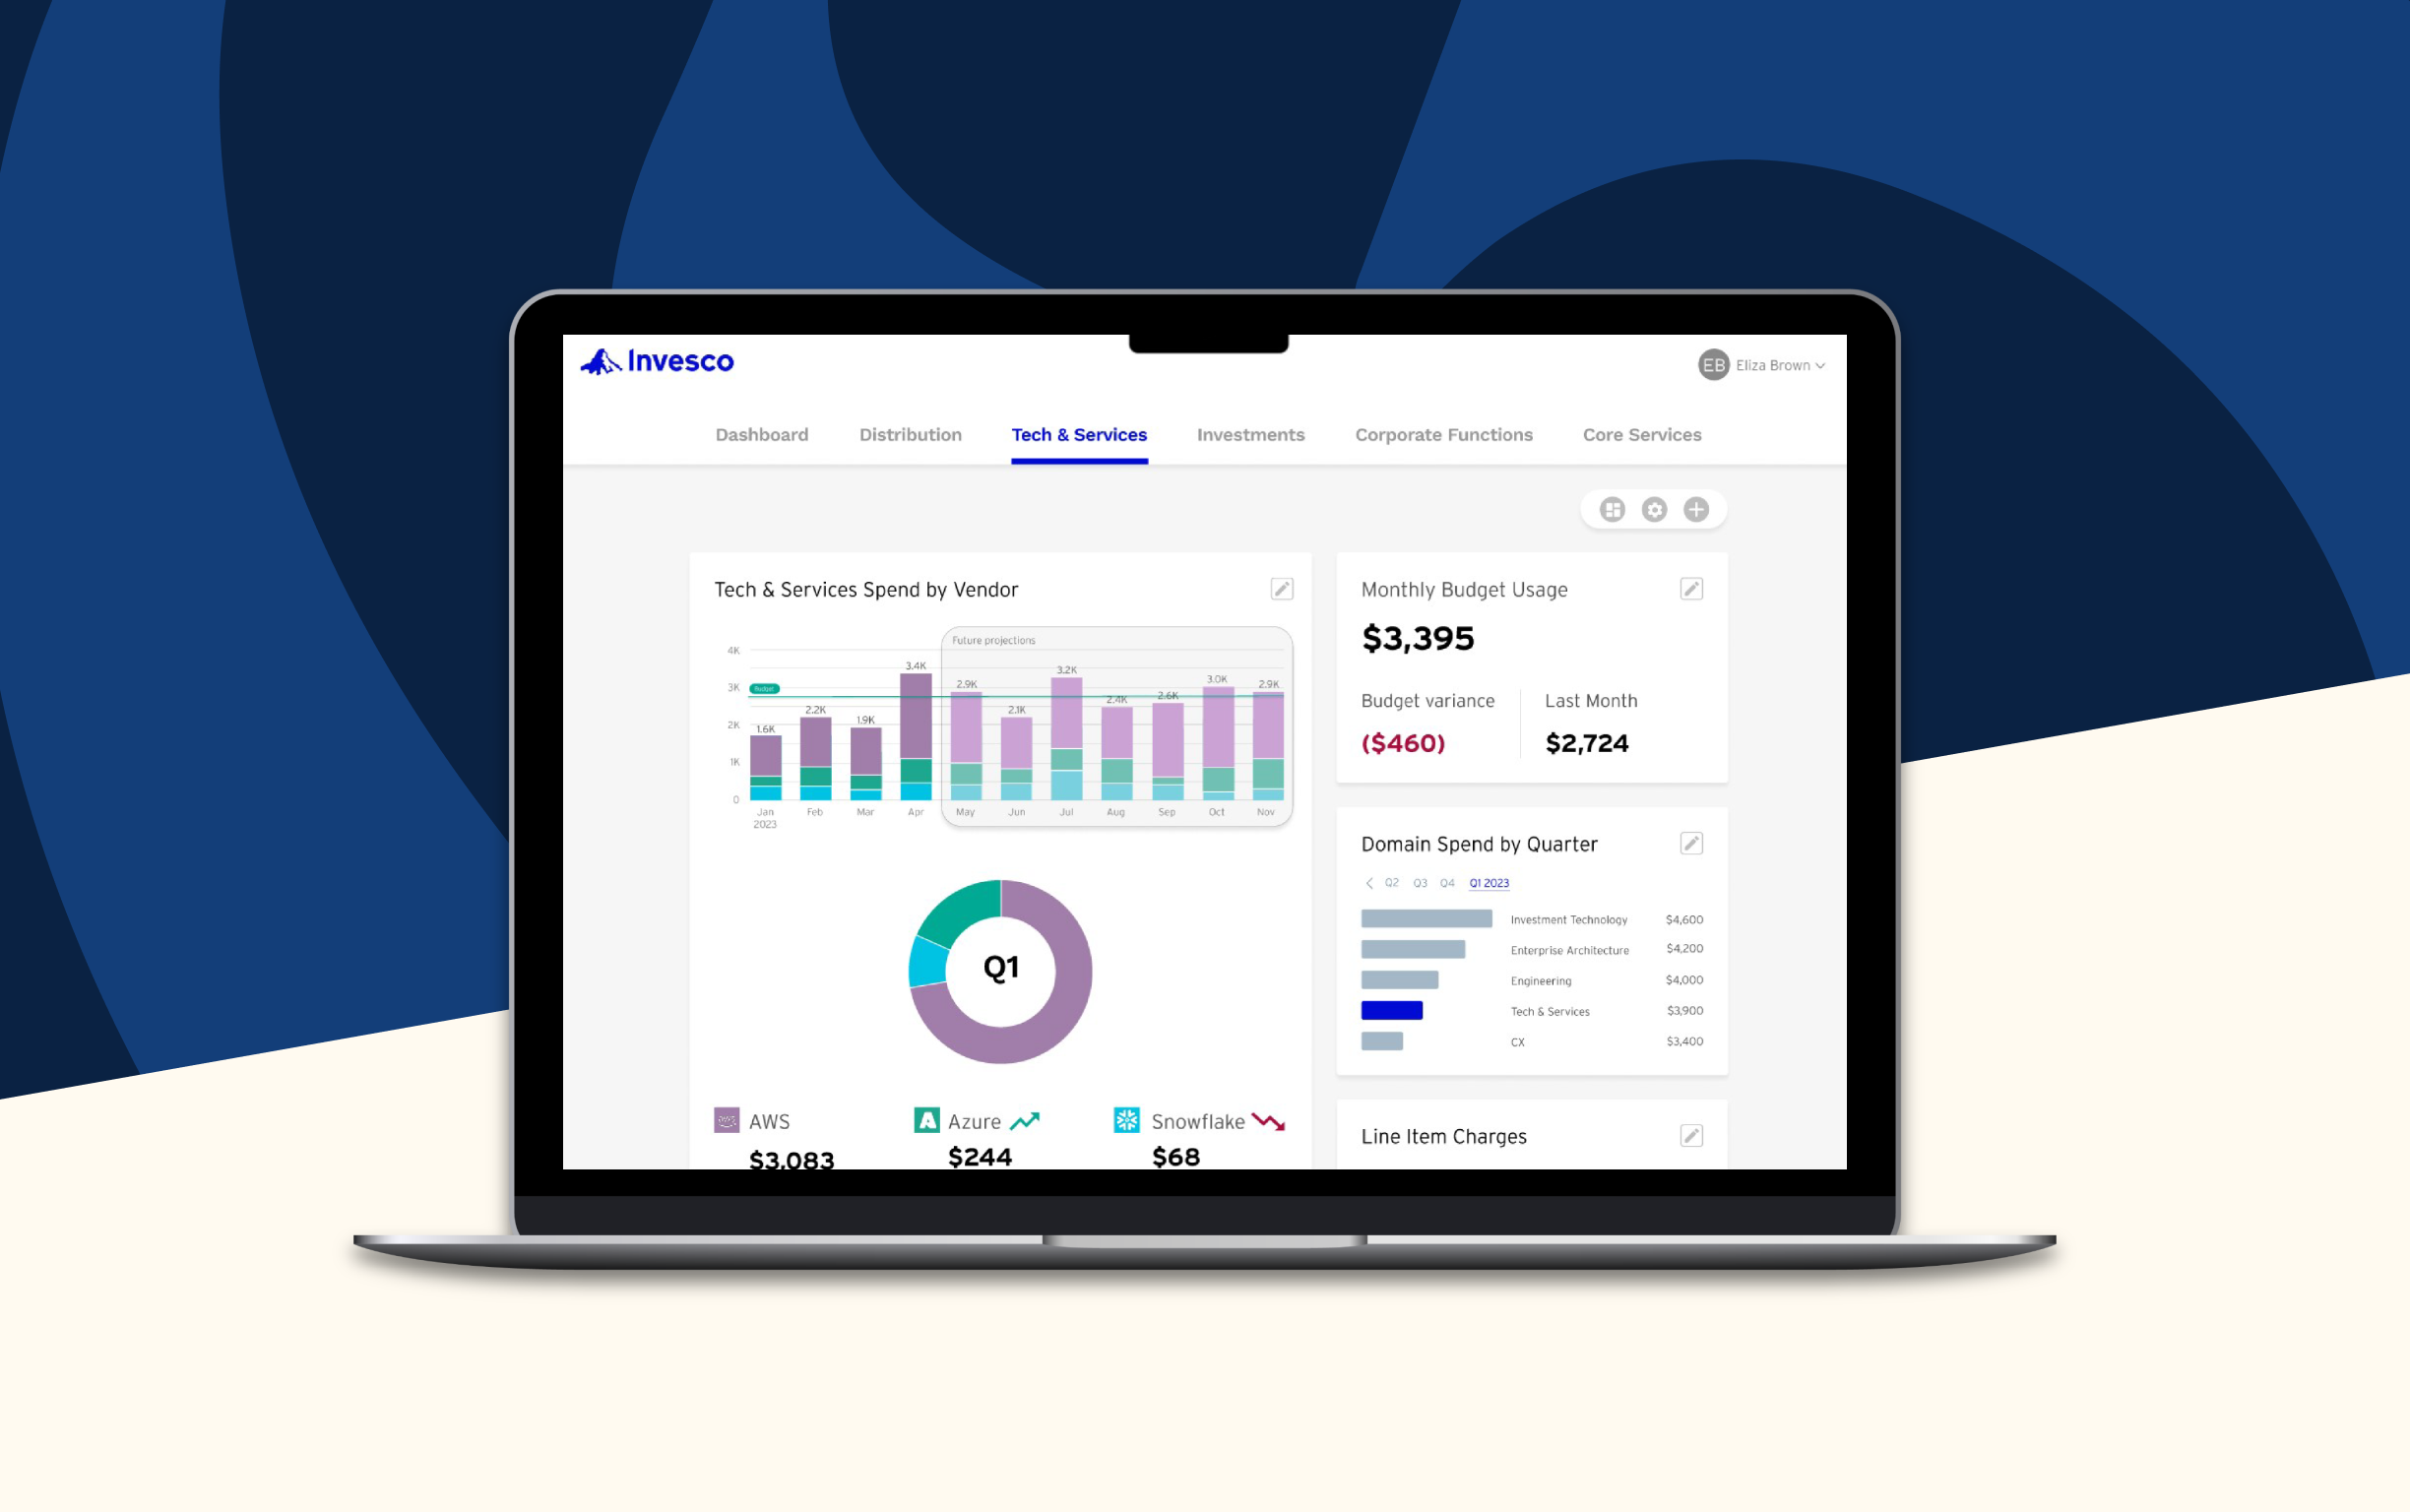 Invesco
EB Eliza Brown
Dashboard Distribution Tech & Services Investments Corporate Functions Core Services
Tech & Services Spend by Vendor
Future projections
4K
3K
2K
1K
0
Budget
1.6K
2.2K
1.9K
3.4K
2.9K
2.1K
3.2K
2.4K
2.6K
3.0K
2.9K
Jan Feb Mar Apr May Jun Jul Aug Sep Oct Nov
2023
Q1
aws AWS
$3,083
A Azure
$244
Snowflake
$68
Monthly Budget Usage
$3,395
Budget variance
($460)
Last Month
$2,724
Domain Spend by Quarter
Q2 Q3 Q4 Q1 2023
Investment Technology $4,600
Enterprise Architecture $4,200
Engineering $4,000
Tech & Services $3,900
CX $3,400
Line Item Charges